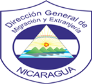 Dirección General de
Migración y Extranjería
NICARAGUA